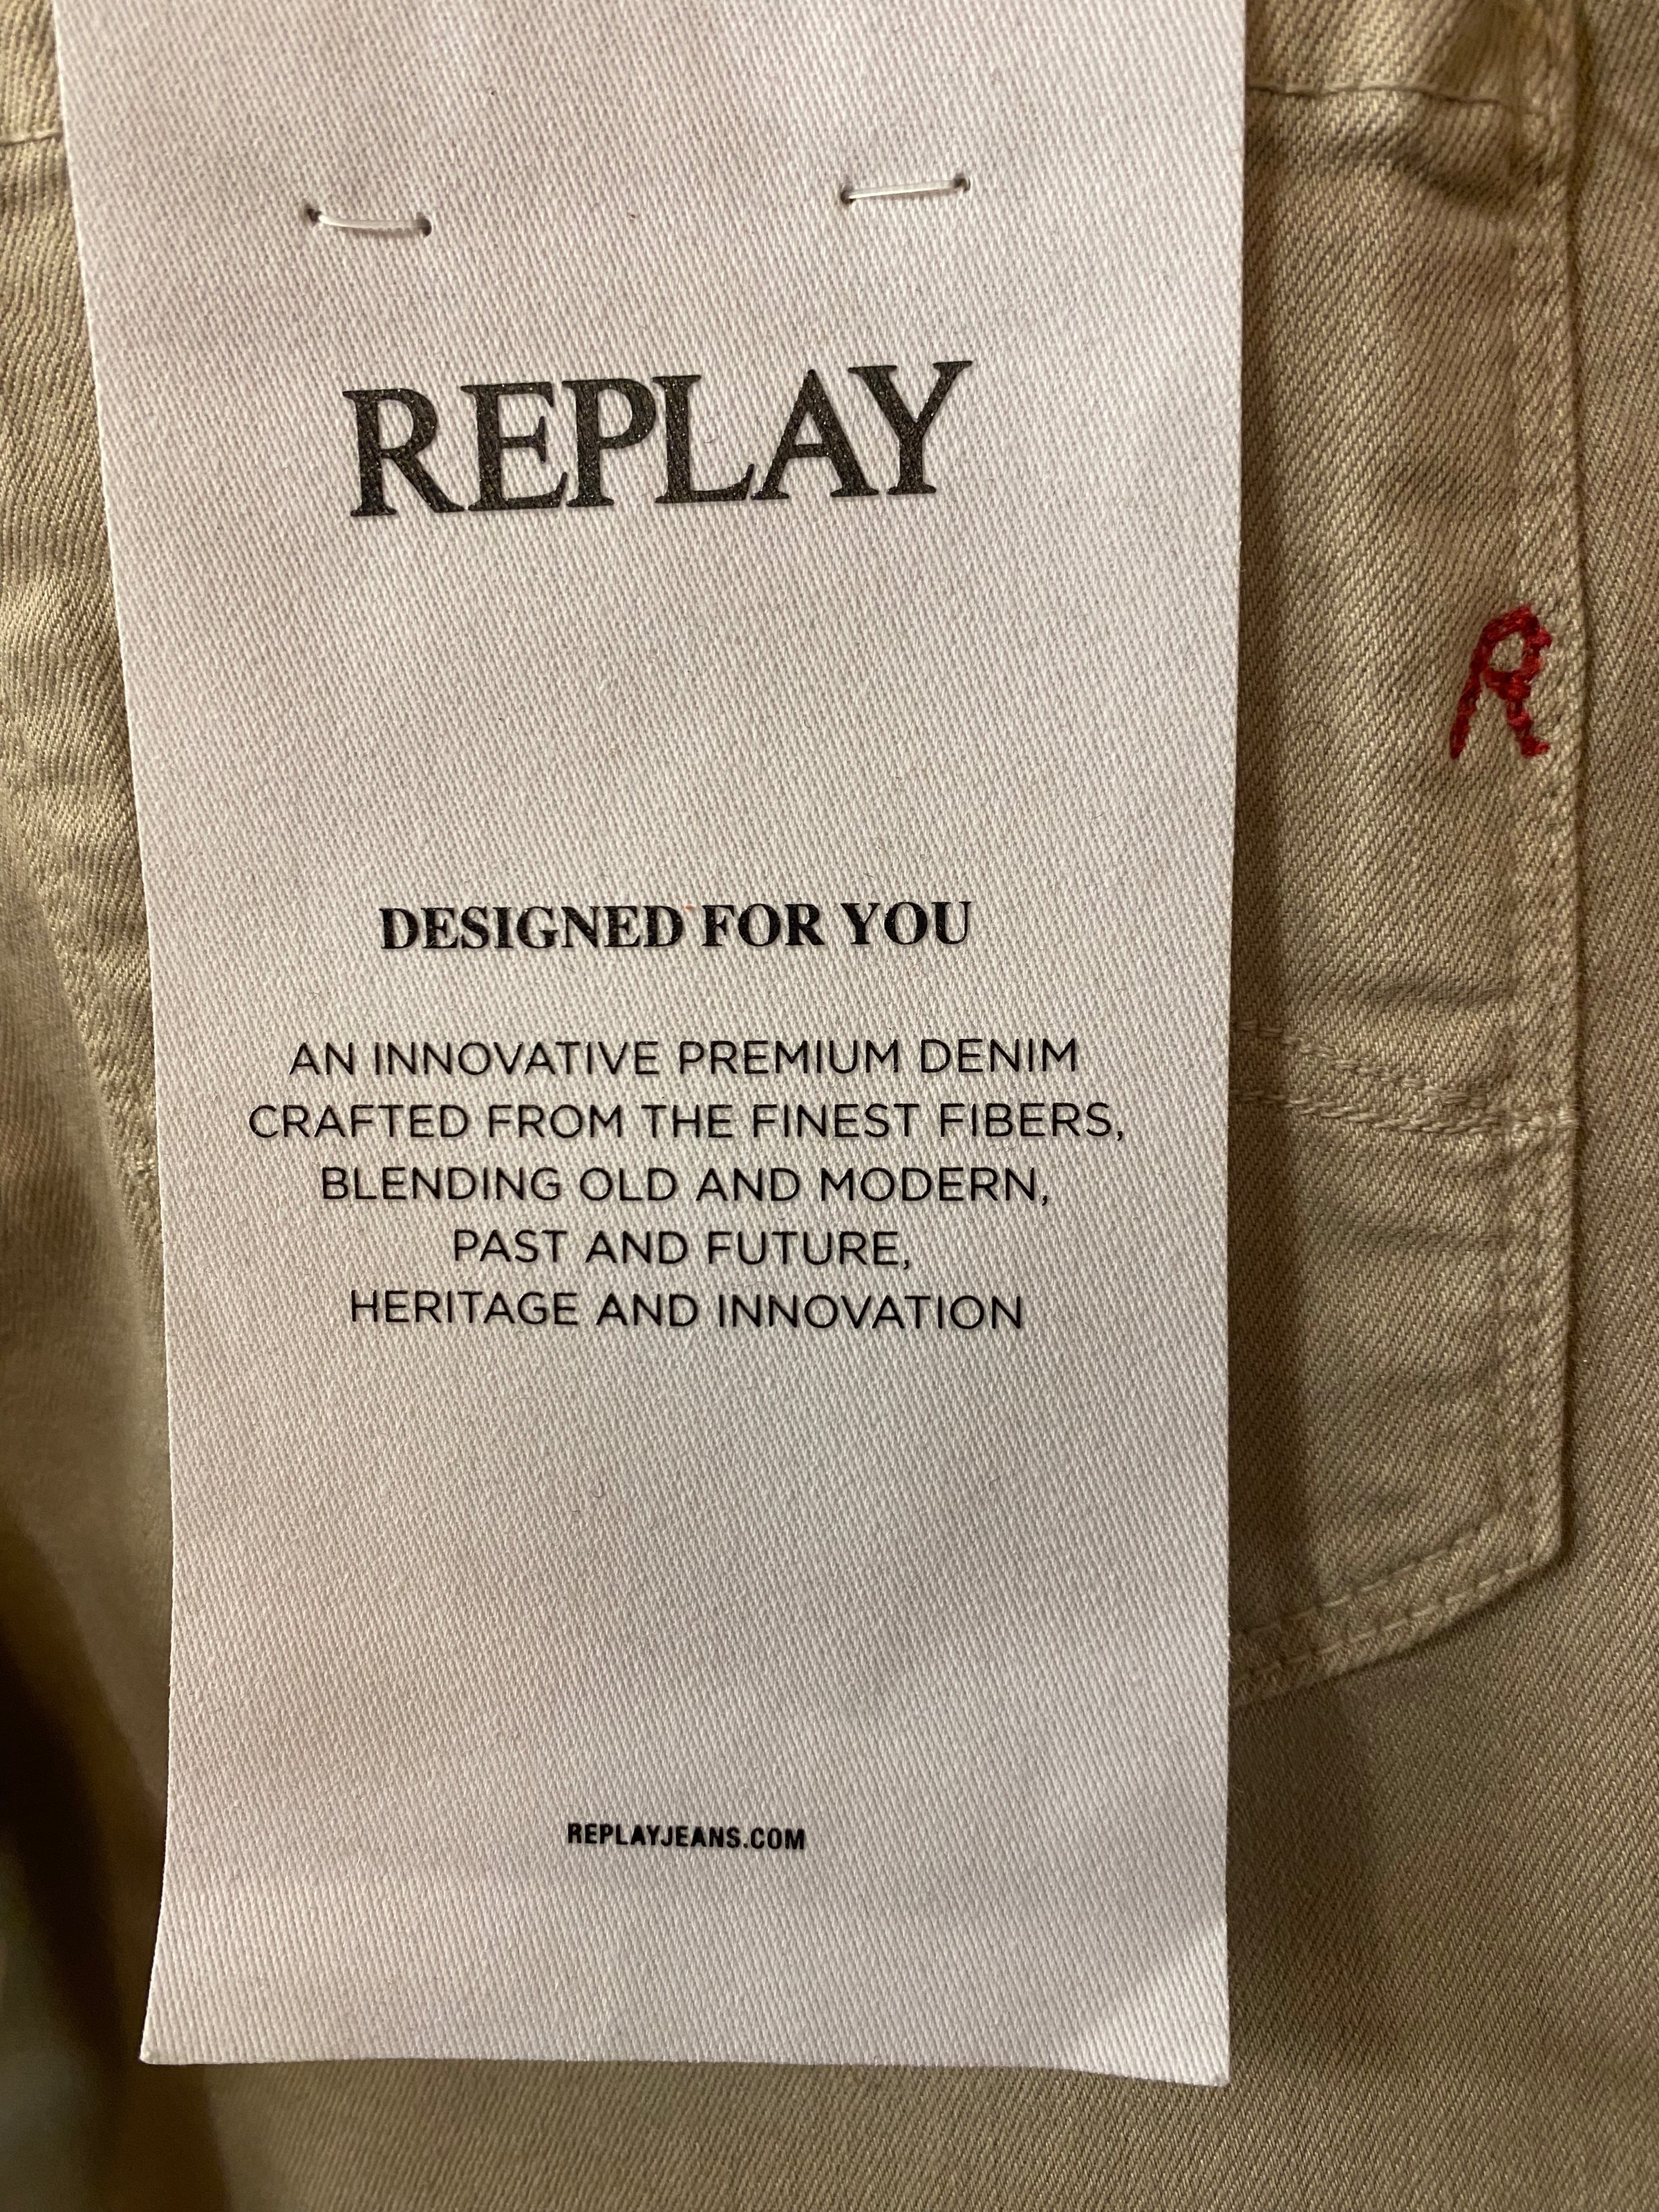 REPLAY
R
DESIGNED FOR YOU
AN INNOVATIVE PREMIUM DENIM
CRAFTED FROM THE FINEST FIBERS,
BLENDING OLD AND MODERN,
PAST AND FUTURE,
HERITAGE AND INNOVATION
REPLAYJEANS.COM